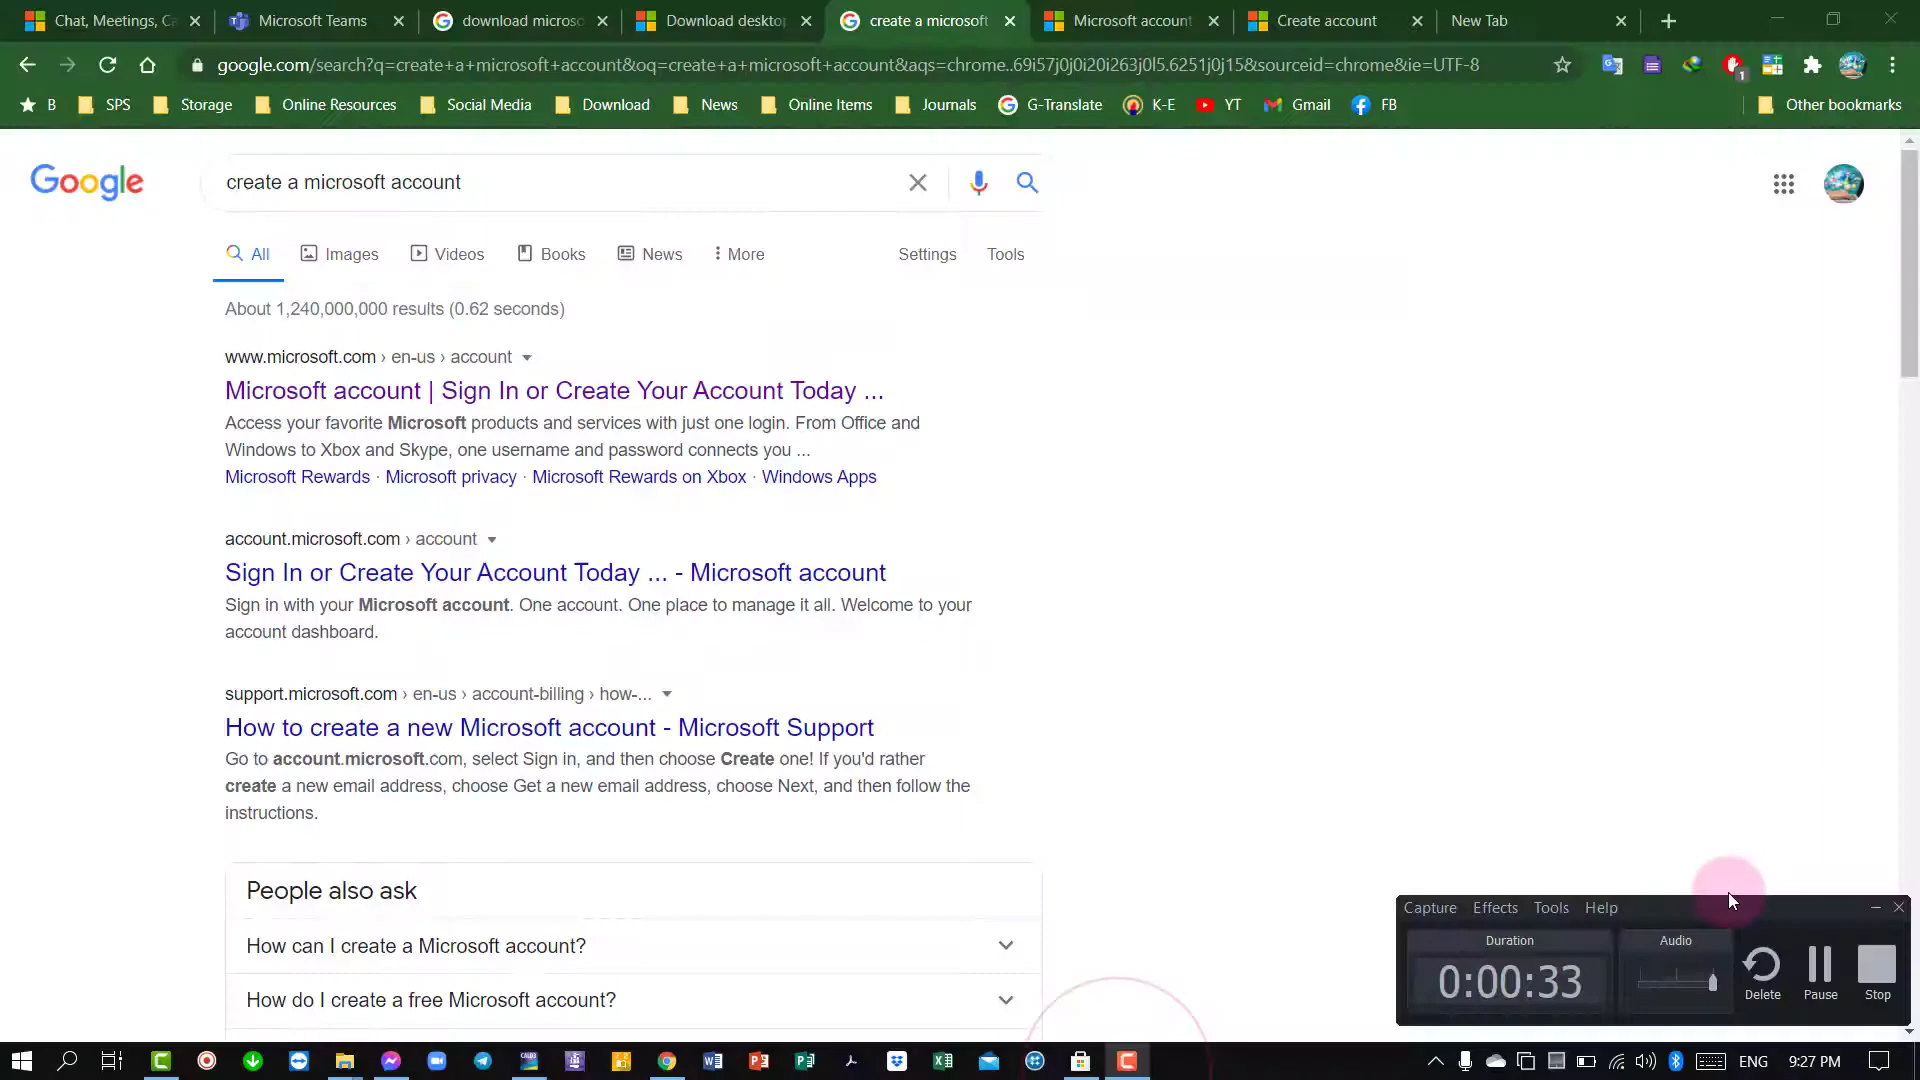 Chat, Meetings, Ca
Microsoft Teams
download microso
Download desktop
create a microsoft
Microsoft account
Create account
New Tab
google.com/search?q=create+a+microsoft+account&oq=create+a+microsoft+account&aqs=chrome..69i57j0j0i20i263j0l5.6251j0j15&sourceid=chrome&ie=UTF-8
1
B
SPS
Storage
Online Resources
Social Media
Download
News
Online Items
Journals
G-Translate
K-E
YT
Gmail
FB
Other bookmarks
Google
create a microsoft account
All
Images
Videos
Books
News
More
Settings
Tools
About 1,240,000,000 results (0.62 seconds)
www.microsoft.com › en-us › account
Microsoft account | Sign In or Create Your Account Today ...
Access your favorite Microsoft products and services with just one login. From Office and
Windows to Xbox and Skype, one username and password connects you ...
Microsoft Rewards · Microsoft privacy · Microsoft Rewards on Xbox · Windows Apps
account.microsoft.com › account
Sign In or Create Your Account Today ... - Microsoft account
Sign in with your Microsoft account. One account. One place to manage it all. Welcome to your
account dashboard.
support.microsoft.com › en-us › account-billing › how-...
How to create a new Microsoft account - Microsoft Support
Go to account.microsoft.com, select Sign in, and then choose Create one! If you'd rather
create a new email address, choose Get a new email address, choose Next, and then follow the
instructions.
People also ask
How can I create a Microsoft account?
How do I create a free Microsoft account?
Capture
Effects
Tools
Help
Duration
Audio
0:00:33
Delete
Pause
Stop
ENG
9:27 PM